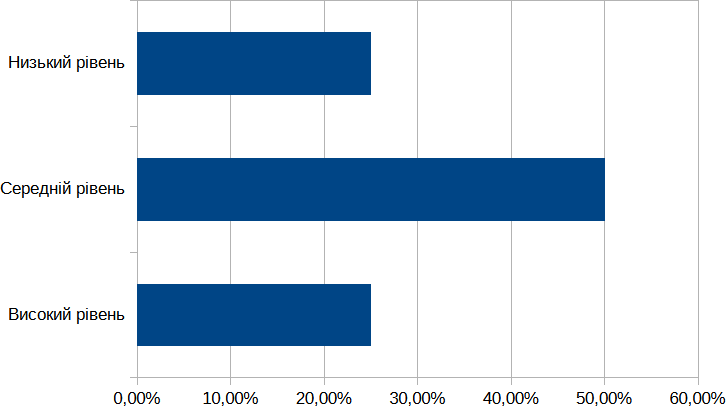 Низький рівень
Середній рівень
Високий рівень
0,00% 10,00% 20,00% 30,00% 40,00% 50,00% 60,00%